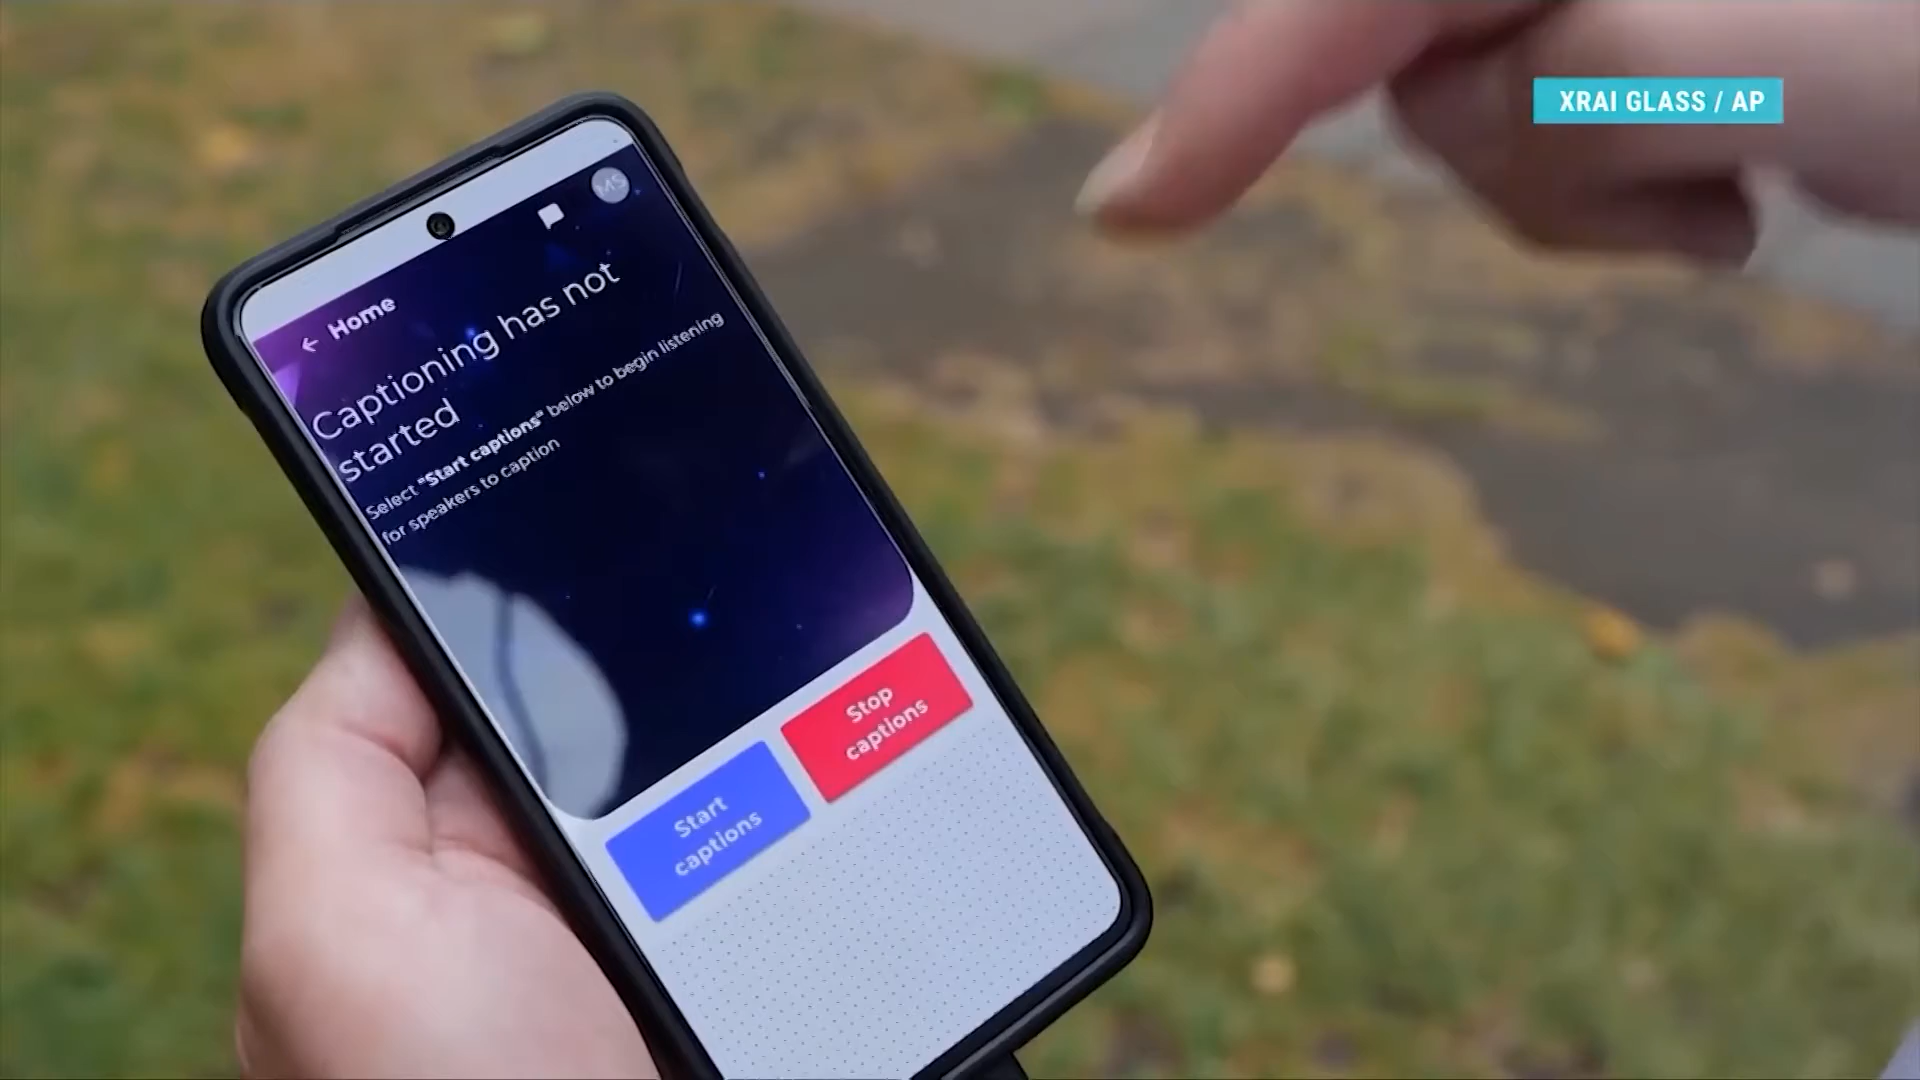 XRAI GLASS / AP
MS
← Home
Captioning has not
started
Select "Start captions" below to begin listening
for speakers to caption
Start
captions
Stop
captions